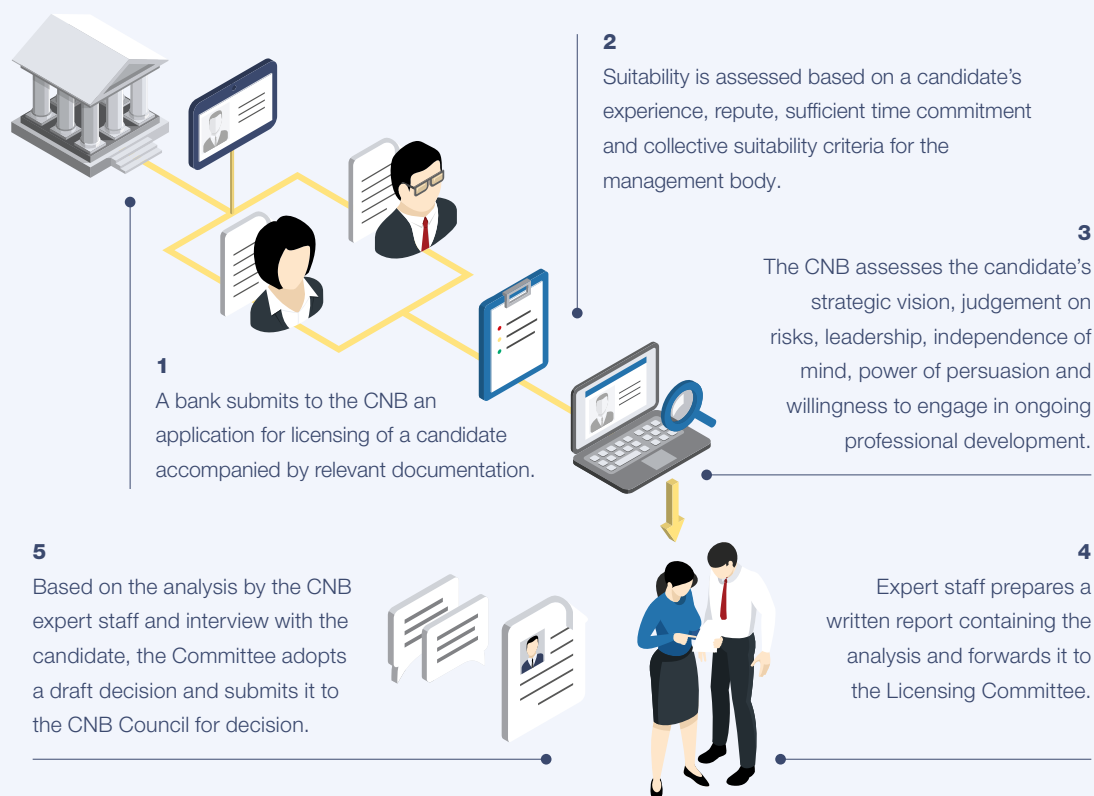 1
A bank submits to the CNB an
application for licensing of a candidate
accompanied by relevant documentation.
2
Suitability is assessed based on a candidate's
experience, repute, sufficient time commitment
and collective suitability criteria for the
management body.
3
The CNB assesses the candidate's
strategic vision, judgement on
risks, leadership, independence of
mind, power of persuasion and
willingness to engage in ongoing
professional development.
4
Expert staff prepares a
written report containing the
analysis and forwards it to
the Licensing Committee.
5
Based on the analysis by the CNB
expert staff and interview with the
candidate, the Committee adopts
a draft decision and submits it to
the CNB Council for decision.